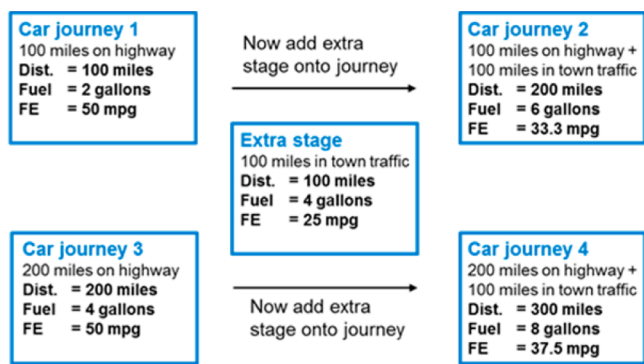 Car journey 1
100 miles on highway
Dist. = 100 miles
Fuel = 2 gallons
FE = 50 mpg
Now add extra
stage onto journey
Car journey 2
100 miles on highway +
100 miles in town traffic
Dist. = 200 miles
Fuel = 6 gallons
FE = 33.3 mpg
Extra stage
100 miles in town traffic
Dist. = 100 miles
Fuel = 4 gallons
FE = 25 mpg
Car journey 3
200 miles on highway
Dist. = 200 miles
Fuel = 4 gallons
FE = 50 mpg
Now add extra
stage onto journey
Car journey 4
200 miles on highway +
100 miles in town traffic
Dist. = 300 miles
Fuel = 8 gallons
FE = 37.5 mpg